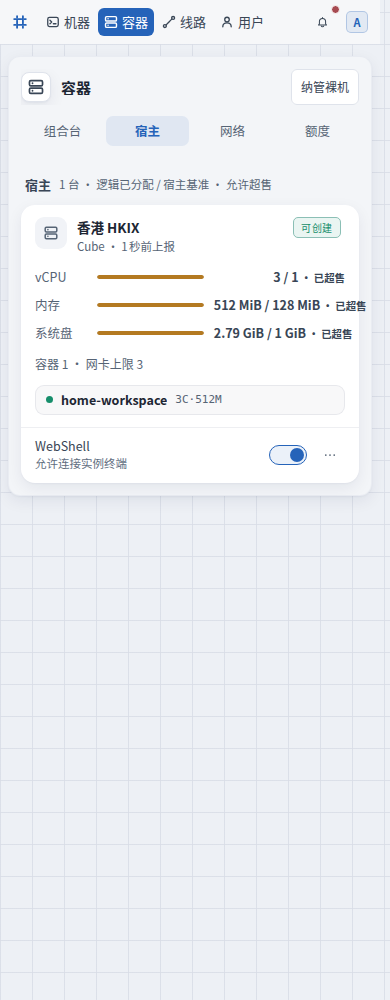 机器 容器 线路 用户 A
容器 纳管裸机
组合台 宿主 网络 额度
宿主 1 台 · 逻辑已分配 / 宿主基准 · 允许超售
香港 HKIX 可创建
Cube · 1 秒前上报
vCPU 3 / 1 · 已超售
内存 512 MiB / 128 MiB · 已超售
系统盘 2.79 GiB / 1 GiB · 已超售
容器 1 · 网卡上限 3
home-workspace 3C·512M
WebShell
允许连接实例终端 ···